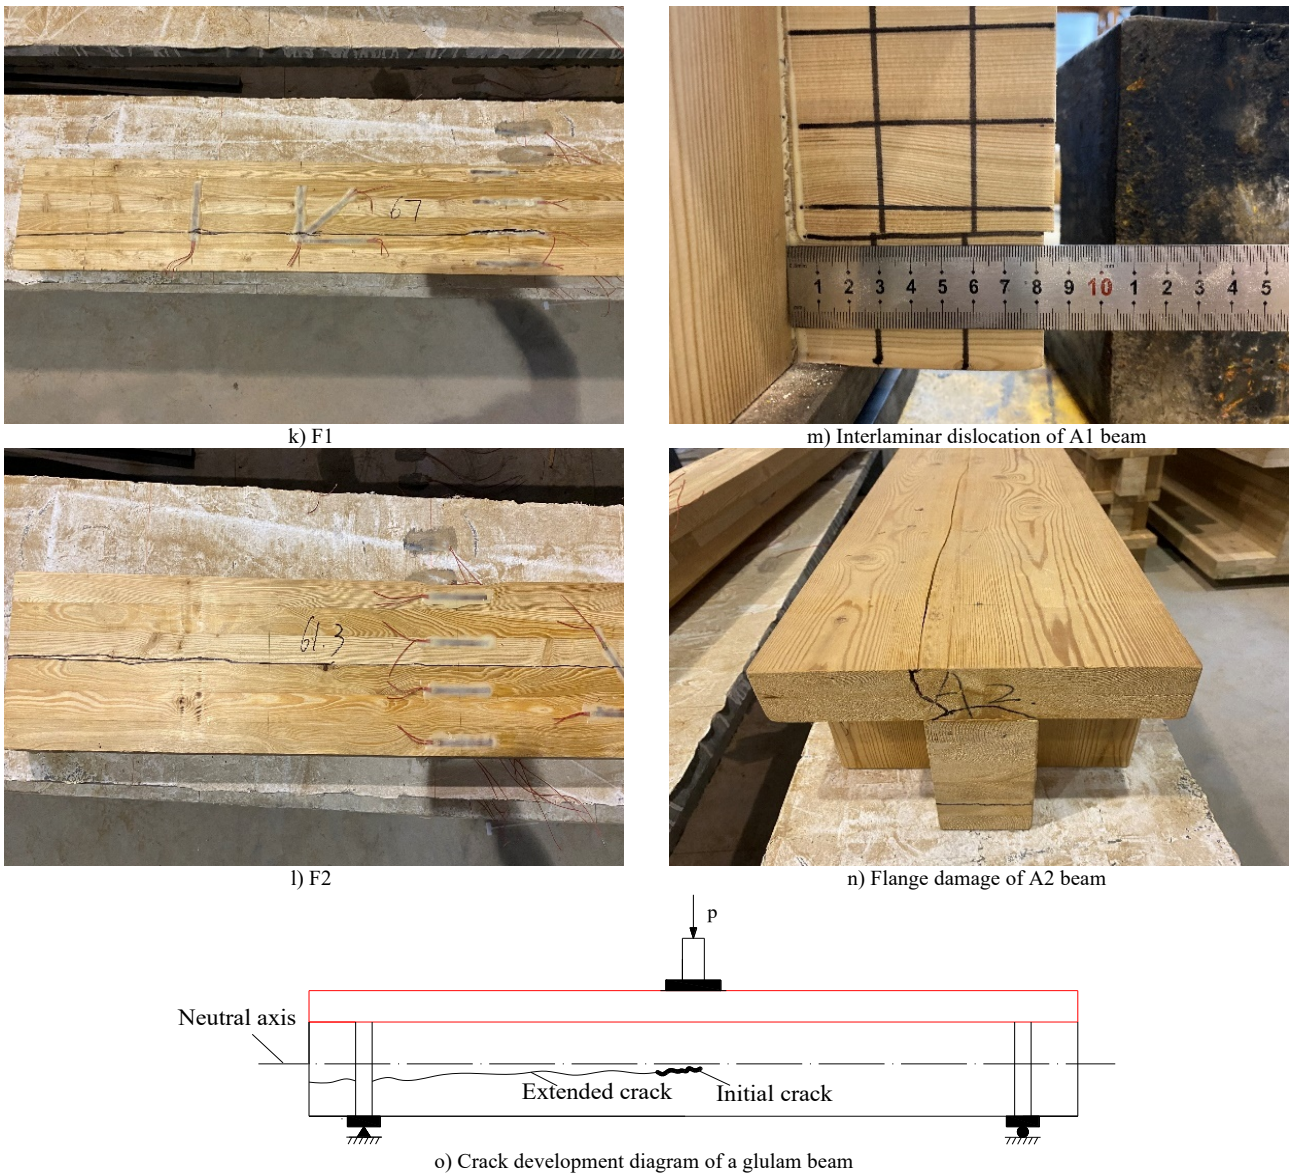 67
k) F1
1 2 3 4 5 6 7 8 9 10 1 2 3 4 5
m) Interlaminar dislocation of A1 beam
61.3
l) F2
A2
n) Flange damage of A2 beam
p
Neutral axis
Extended crack
Initial crack
o) Crack development diagram of a glulam beam